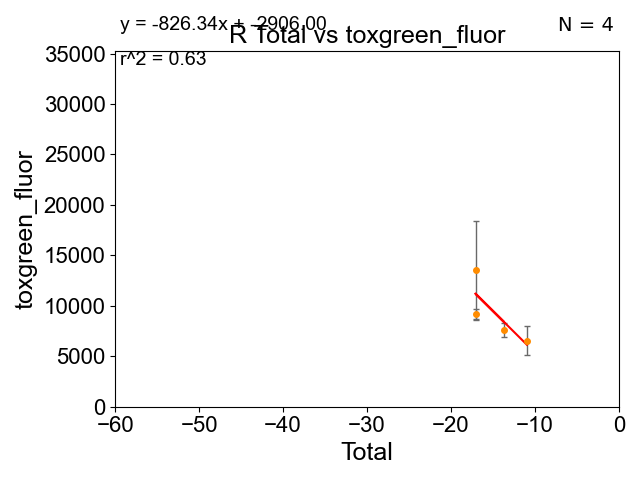 y = -826.34x + -2906.00
N = 4
R Total vs toxgreen_fluor
r^2 = 0.63
35000
30000
25000
20000
15000
10000
5000
0
toxgreen_fluor
−60 −50 −40 −30 −20 −10 0
Total